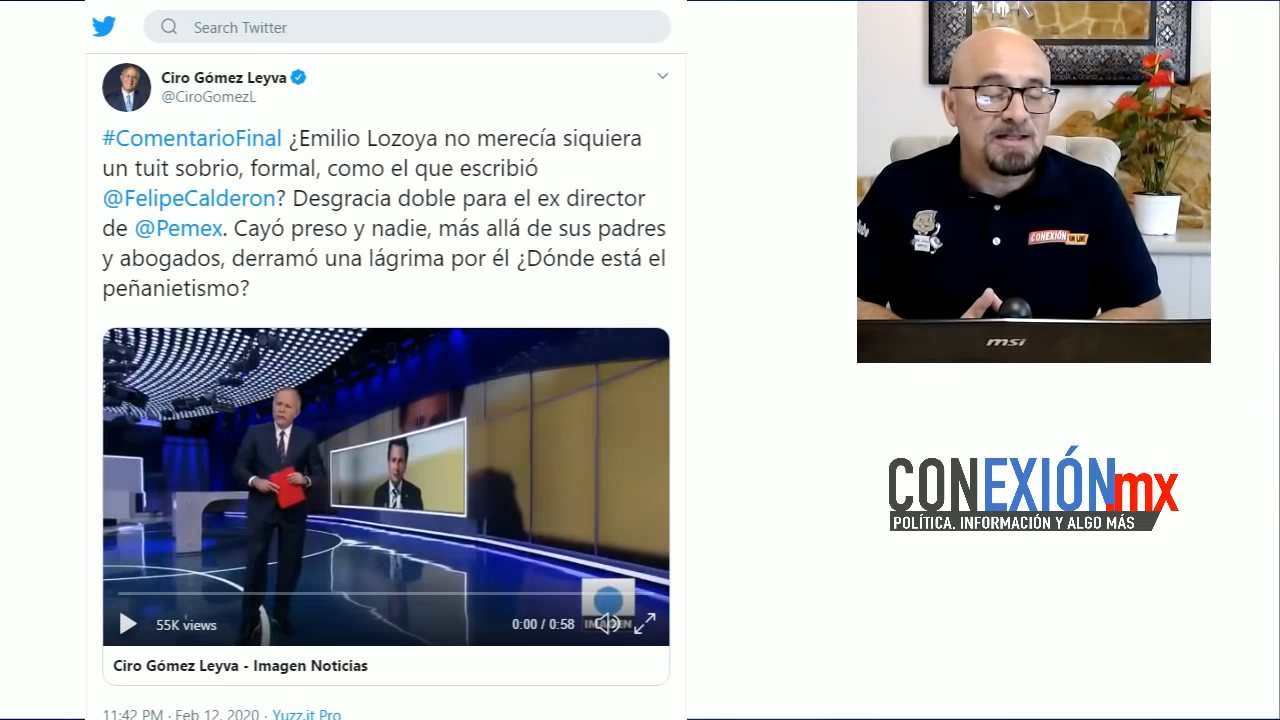 Search Twitter
Ciro Gómez Leyva
@CiroGomezL
#ComentarioFinal ¿Emilio Lozoya no merecía siquiera
un tuit sobrio, formal, como el que escribió
@FelipeCalderon? Desgracia doble para el ex director
de @Pemex. Cayó preso y nadie, más allá de sus padres
y abogados, derramó una lágrima por él ¿Dónde está el
peñanietismo?
55K views
0:00 / 0:58
IMAGEN
Ciro Gómez Leyva - Imagen Noticias
11:42 PM · Feb 12, 2020 · Yuzz.it Pro
CONEXIÓN ON LINE
msi
CONEXIÓN.mx
POLÍTICA. INFORMACIÓN Y ALGO MÁS